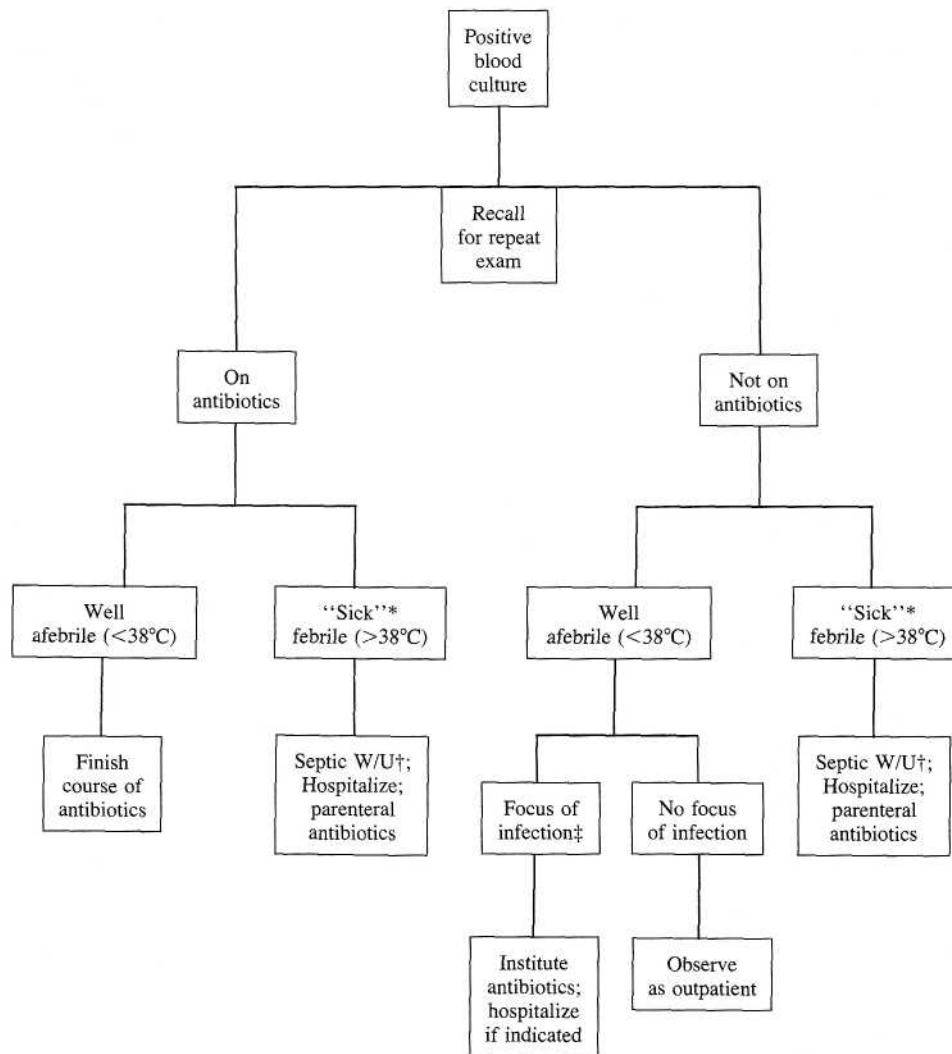 Positive
blood
culture
Recall
for repeat
exam
On
antibiotics
Not on
antibiotics
Well
afebrile (<38°C)
‘‘Sick’’*
febrile (>38°C)
Well
afebrile (<38°C)
‘‘Sick’’*
febrile (>38°C)
Finish
course of
antibiotics
Septic W/U†;
Hospitalize;
parenteral
antibiotics
Focus of
infection‡
No focus
of infection
Septic W/U†;
Hospitalize;
parenteral
antibiotics
Institute
antibiotics;
hospitalize
if indicated
Observe
as outpatient